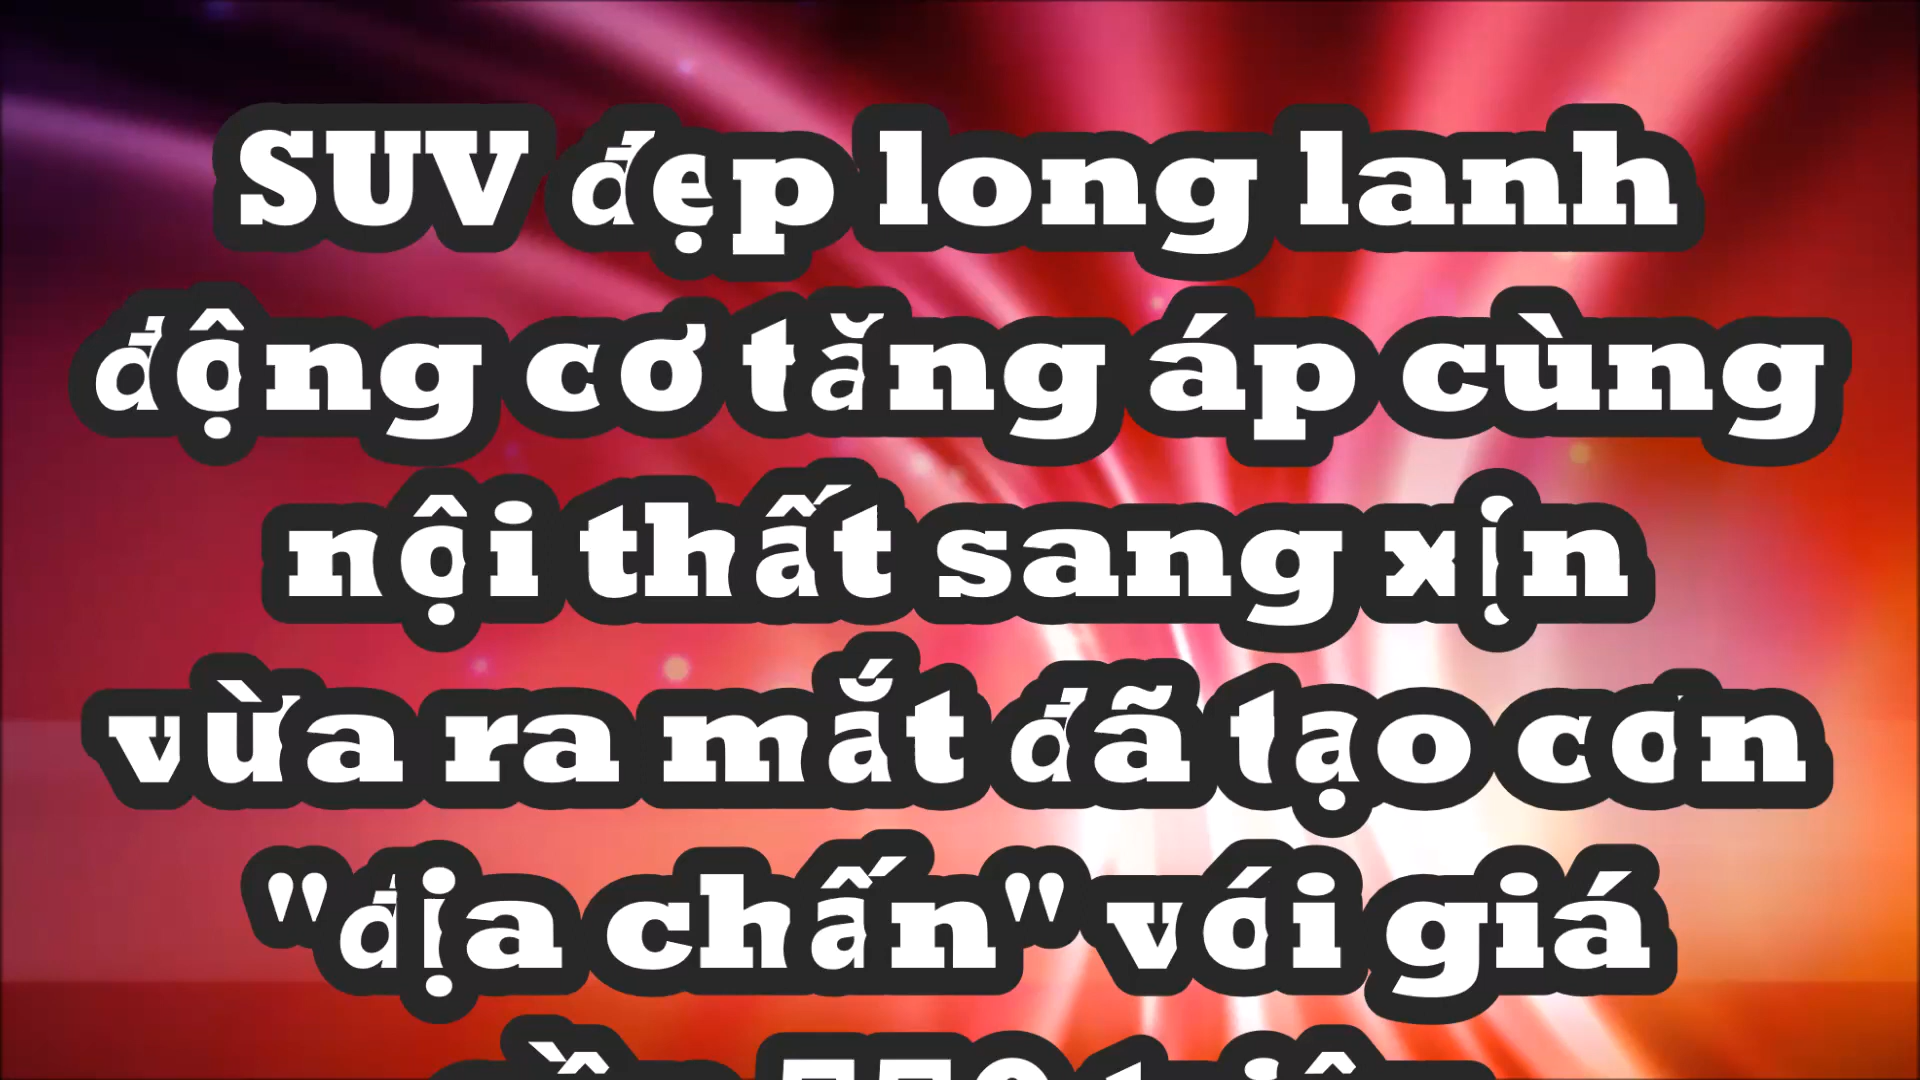 SUV đẹp long lanh
động cơ tăng áp cùng
nội thất sang xịn
vừa ra mắt đã tạo cơn
"địa chấn" với giá